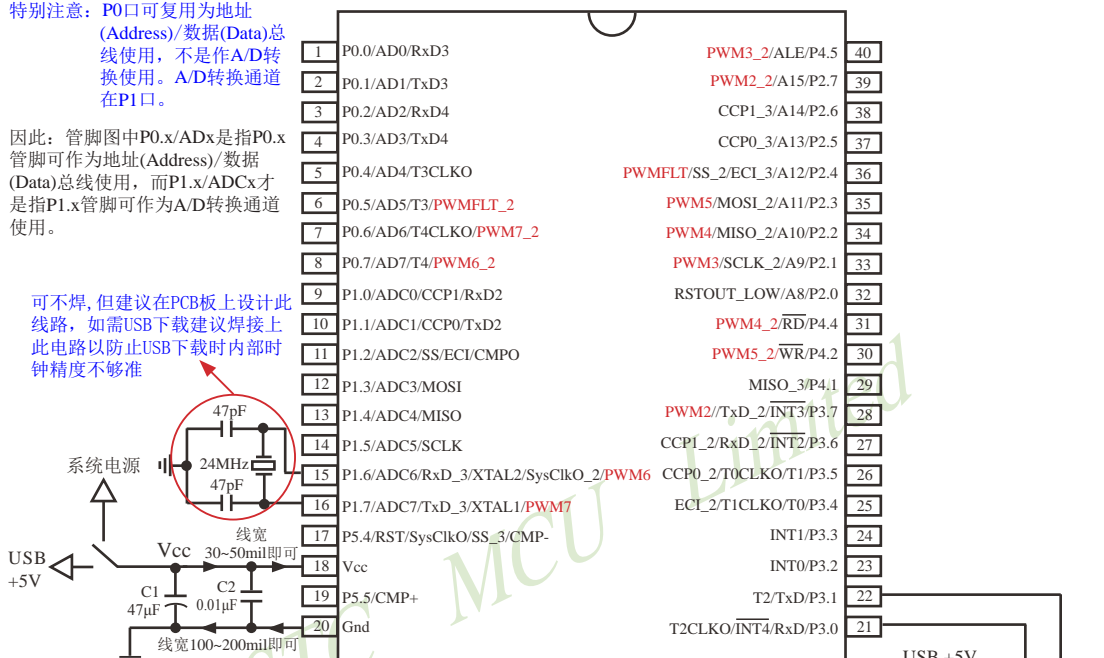 特别注意：P0口可复用为地址
(Address)/数据(Data)总
线使用，不是作A/D转
换使用。A/D转换通道
在P1口。
因此：管脚图中P0.x/ADx是指P0.x
管脚可作为地址(Address)/数据
(Data)总线使用，而P1.x/ADCx才
是指P1.x管脚可作为A/D转换通道
使用。
可不焊,但建议在PCB板上设计此
线路，如需USB下载建议焊接上
此电路以防止USB下载时内部时
钟精度不够准
47pF
24MHz
47pF
系统电源
USB
+5V
Vcc
线宽
30~50mil即可
C1
47μF
C2
0.01μF
线宽100~200mil即可
1 P0.0/AD0/RxD3
2 P0.1/AD1/TxD3
3 P0.2/AD2/RxD4
4 P0.3/AD3/TxD4
5 P0.4/AD4/T3CLKO
6 P0.5/AD5/T3/PWMFLT_2
7 P0.6/AD6/T4CLKO/PWM7_2
8 P0.7/AD7/T4/PWM6_2
9 P1.0/ADC0/CCP1/RxD2
10 P1.1/ADC1/CCP0/TxD2
11 P1.2/ADC2/SS/ECI/CMPO
12 P1.3/ADC3/MOSI
13 P1.4/ADC4/MISO
14 P1.5/ADC5/SCLK
15 P1.6/ADC6/RxD_3/XTAL2/SysClkO_2/PWM6
16 P1.7/ADC7/TxD_3/XTAL1/PWM7
17 P5.4/RST/SysClkO/SS_3/CMP-
18 Vcc
19 P5.5/CMP+
20 Gnd
PWM3_2/ALE/P4.5 40
PWM2_2/A15/P2.7 39
CCP1_3/A14/P2.6 38
CCP0_3/A13/P2.5 37
PWMFLT/SS_2/ECI_3/A12/P2.4 36
PWM5/MOSI_2/A11/P2.3 35
PWM4/MISO_2/A10/P2.2 34
PWM3/SCLK_2/A9/P2.1 33
RSTOUT_LOW/A8/P2.0 32
PWM4_2/RD/P4.4 31
PWM5_2/WR/P4.2 30
MISO_3/P4.1 29
PWM2//TxD_2/INT3/P3.7 28
CCP1_2/RxD_2/INT2/P3.6 27
CCP0_2/T0CLKO/T1/P3.5 26
ECI_2/T1CLKO/T0/P3.4 25
INT1/P3.3 24
INT0/P3.2 23
T2/TxD/P3.1 22
T2CLKO/INT4/RxD/P3.0 21
USB +5V
STC MCU Limited